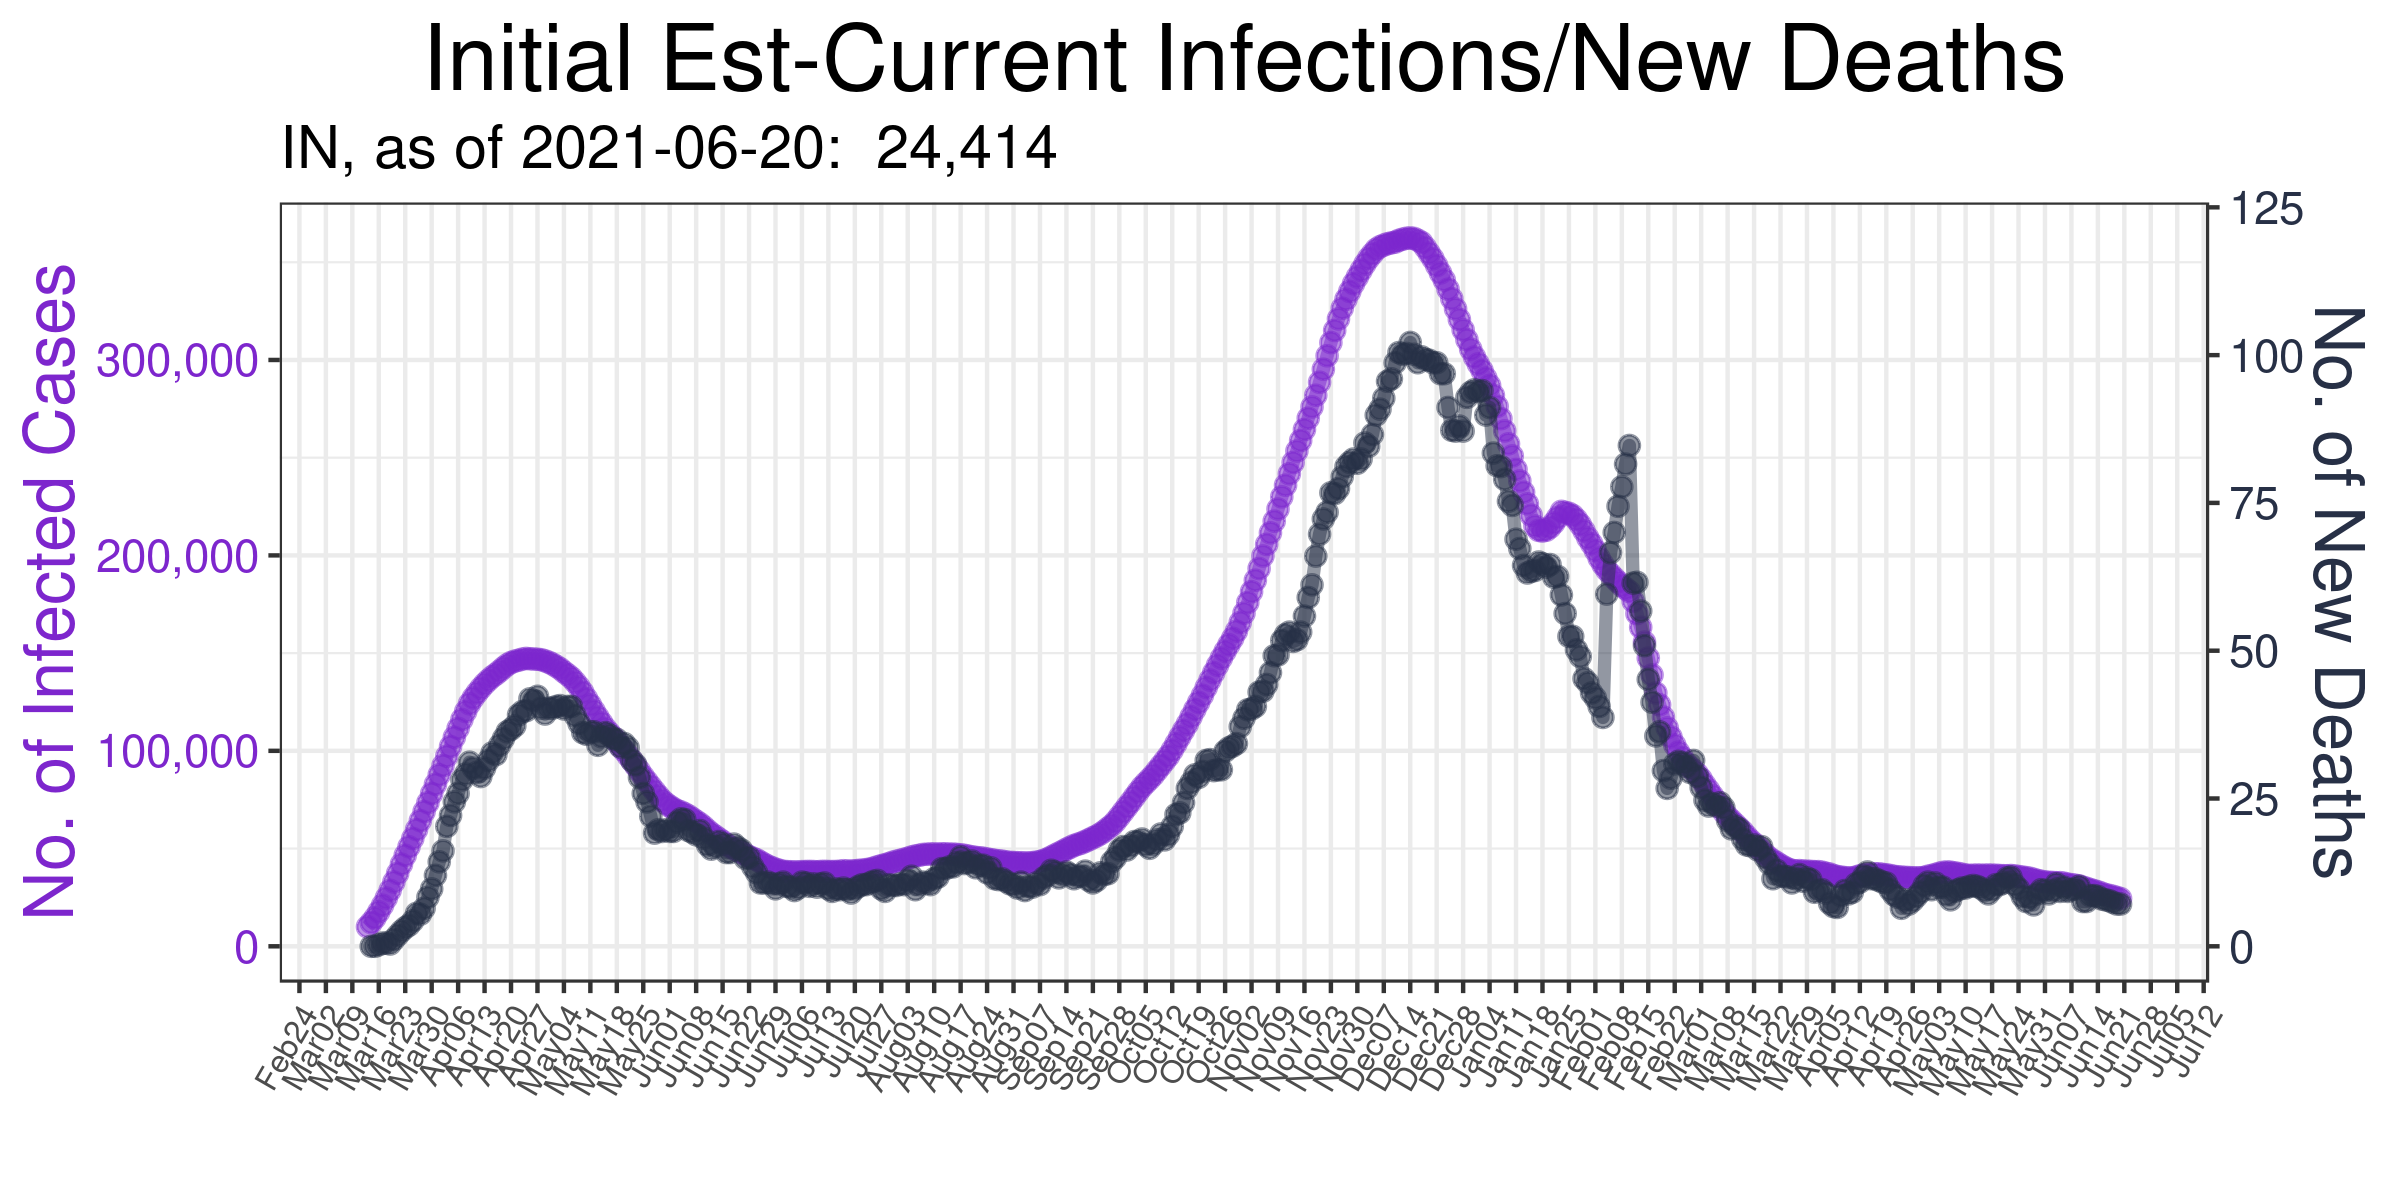 Initial Est-Current Infections/New Deaths
IN, as of 2021-06-20:  24,414
No. of Infected Cases
300,000
200,000
100,000
0
125
100
75
50
25
0
No. of New Deaths
Feb24
Mar02
Mar09
Mar16
Mar23
Mar30
Apr06
Apr13
Apr20
Apr27
May04
May11
May18
May25
Jun01
Jun08
Jun15
Jun22
Jun29
Jul06
Jul13
Jul20
Jul27
Aug03
Aug10
Aug17
Aug24
Aug31
Sep07
Sep14
Sep21
Sep28
Oct05
Oct12
Oct19
Oct26
Nov02
Nov09
Nov16
Nov23
Nov30
Dec07
Dec14
Dec21
Dec28
Jan04
Jan11
Jan18
Jan25
Feb01
Feb08
Feb15
Feb22
Mar01
Mar08
Mar15
Mar22
Mar29
Apr05
Apr12
Apr19
Apr26
May03
May10
May17
May24
May31
Jun07
Jun14
Jun21
Jun28
Jul05
Jul12